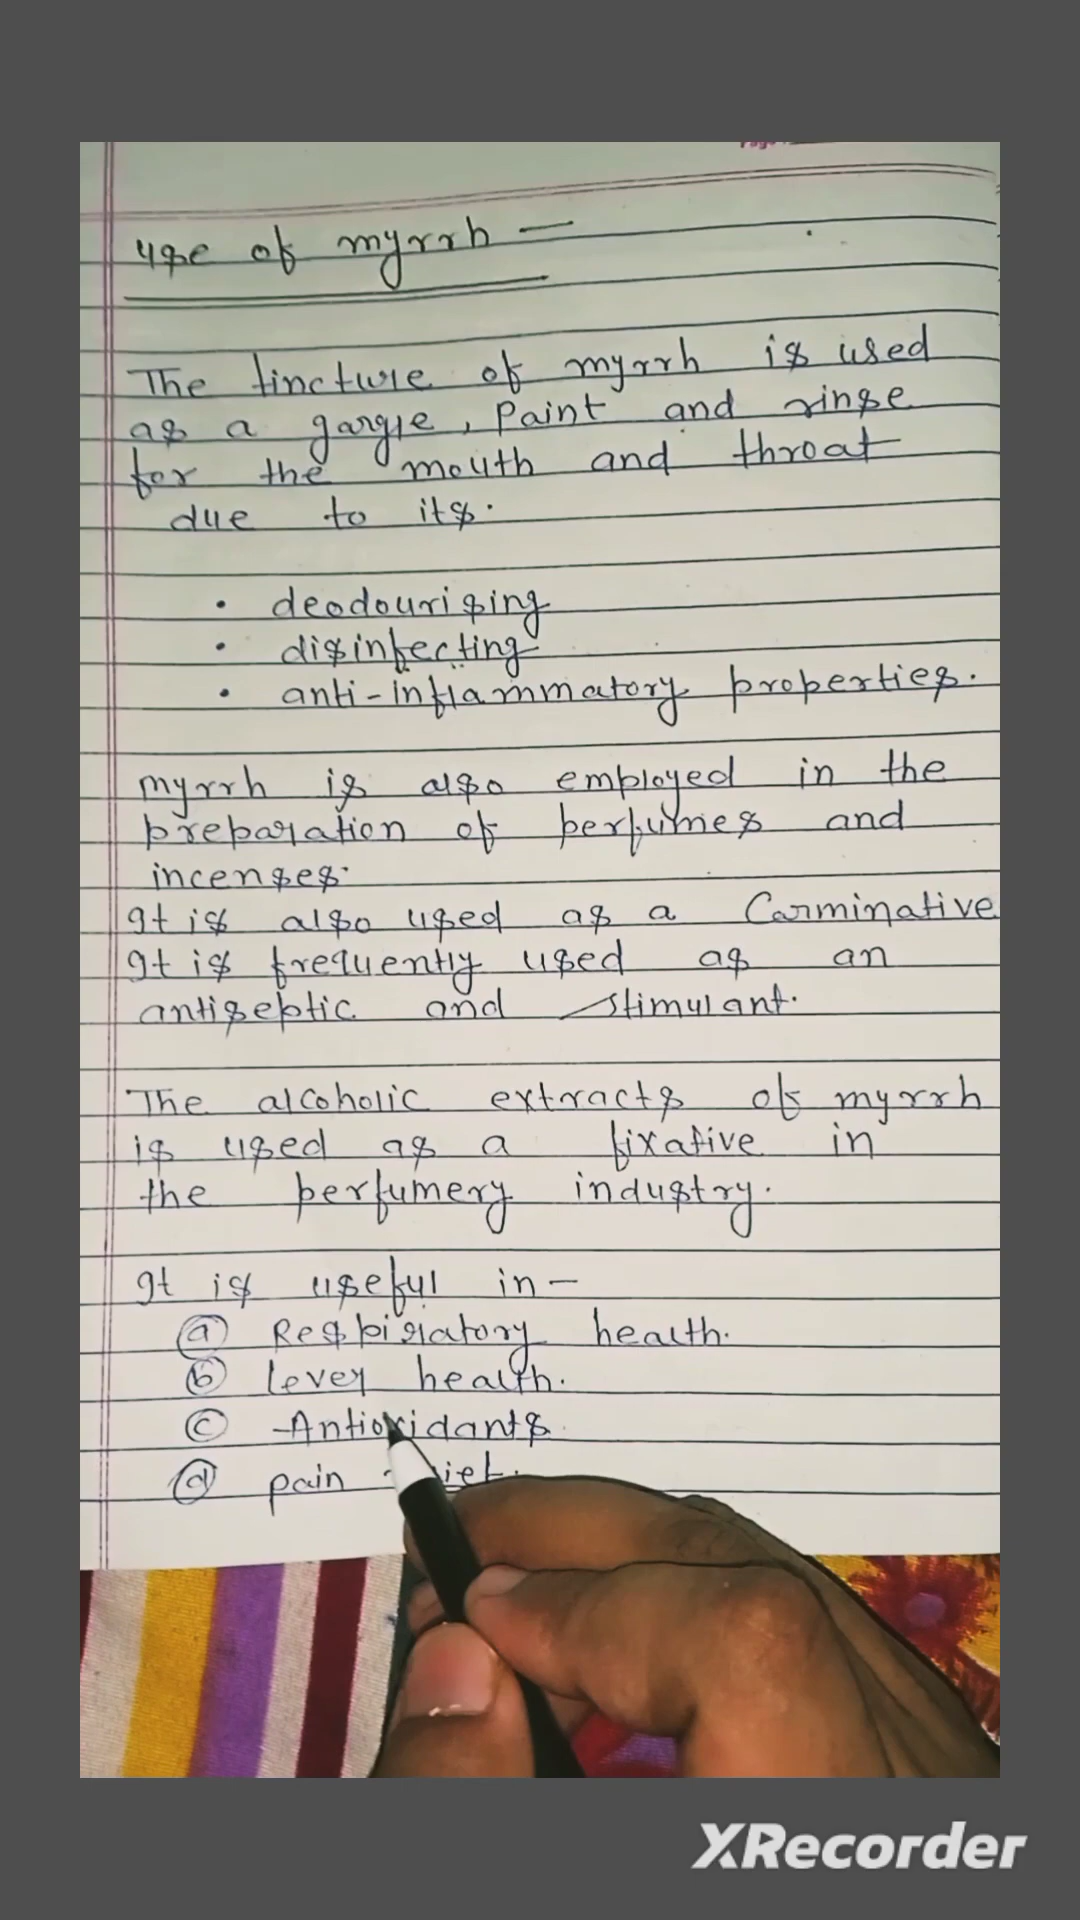 use of myrrh —
The tincture of myrrh is used
as a gargle, Paint and rinse
for the mouth and throat
due to its.
• deodourising
• disinfecting
• anti-inflammatory properties.
myrrh is also employed in the
preparation of perfumes and
incenses.
It is also used as a Carminative
It is frequently used as an
antiseptic and stimulant.
The alcoholic extracts of myrrh
is used as a fixative in
the perfumery industry.
It is useful in —
(a) Respiratory health.
(b) lever health.
(c) Antioxidants.
(d) pain
XRecorder